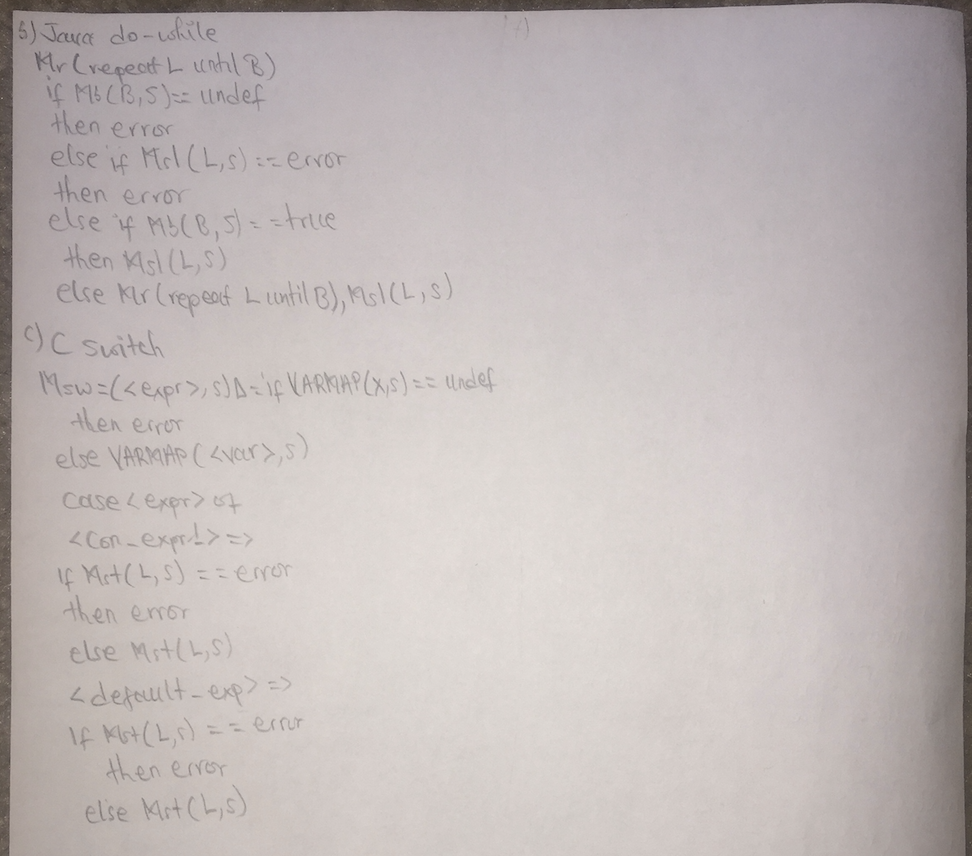 b) Java do-while
Mr(repeat L until B)
if Mb(B,S)== undef
then error
else if Msl(L,s) == error
then error
else if Mb(B,S)==true
then Msl(L,S)
else Mr(repeat L until B), Msl(L,S)
c) C switch
Msw=(<expr>,s)Δ=if VARMAP(x,s)== undef
then error
else VARMAP(<var>,s)
case <expr> of
<con_expr1> =>
if Mst(L,S) == error
then error
else Mst(L,S)
<default_exp> =>
If Mst(L,s) == error
then error
else Mst(L,s)